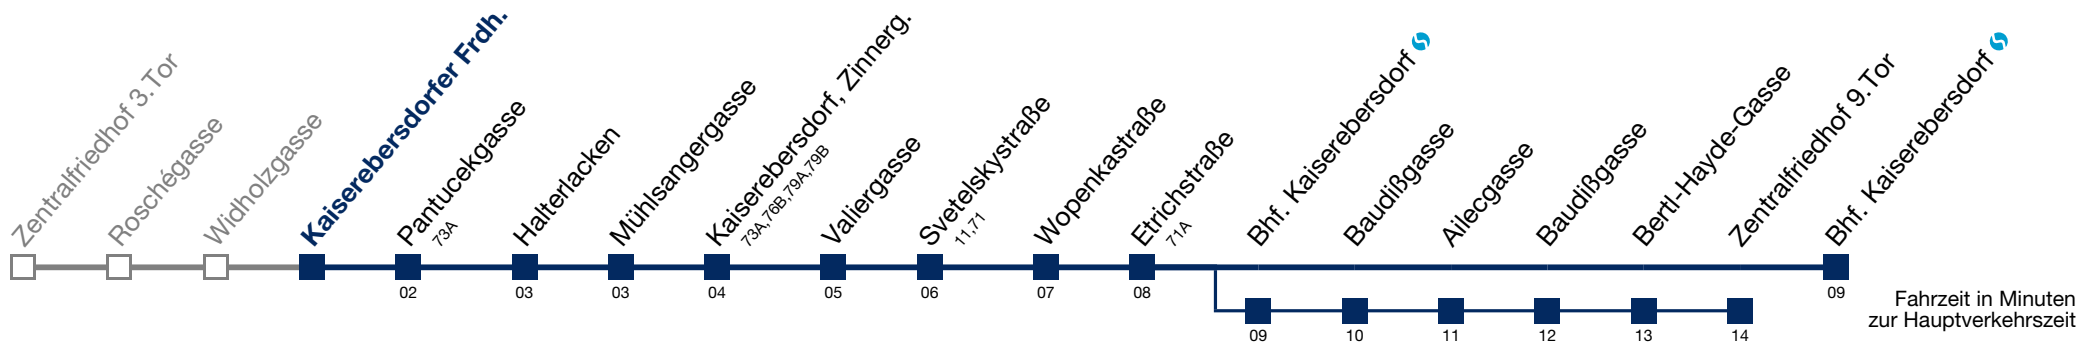 Zentralfriedhof 3.Tor
Roschégasse
Widholzgasse
Kaiserebersdorfer Frdh.
Pantucekgasse
73A
Halterlacken
Mühlsangergasse
Kaiserebersdorf, Zinnerg.
73A,76B,79A,79B
Valiergasse
Svetelskystraße
11,71
Wopenkastraße
Etrichstraße
71A
Bhf. Kaiserebersdorf
Baudißgasse
Ailecgasse
Baudißgasse
Bertl-Hayde-Gasse
Zentralfriedhof 9.Tor
Bhf. Kaiserebersdorf
02
03
03
04
05
06
07
08
09
09
10
11
12
13
14
Fahrzeit in Minuten
zur Hauptverkehrszeit